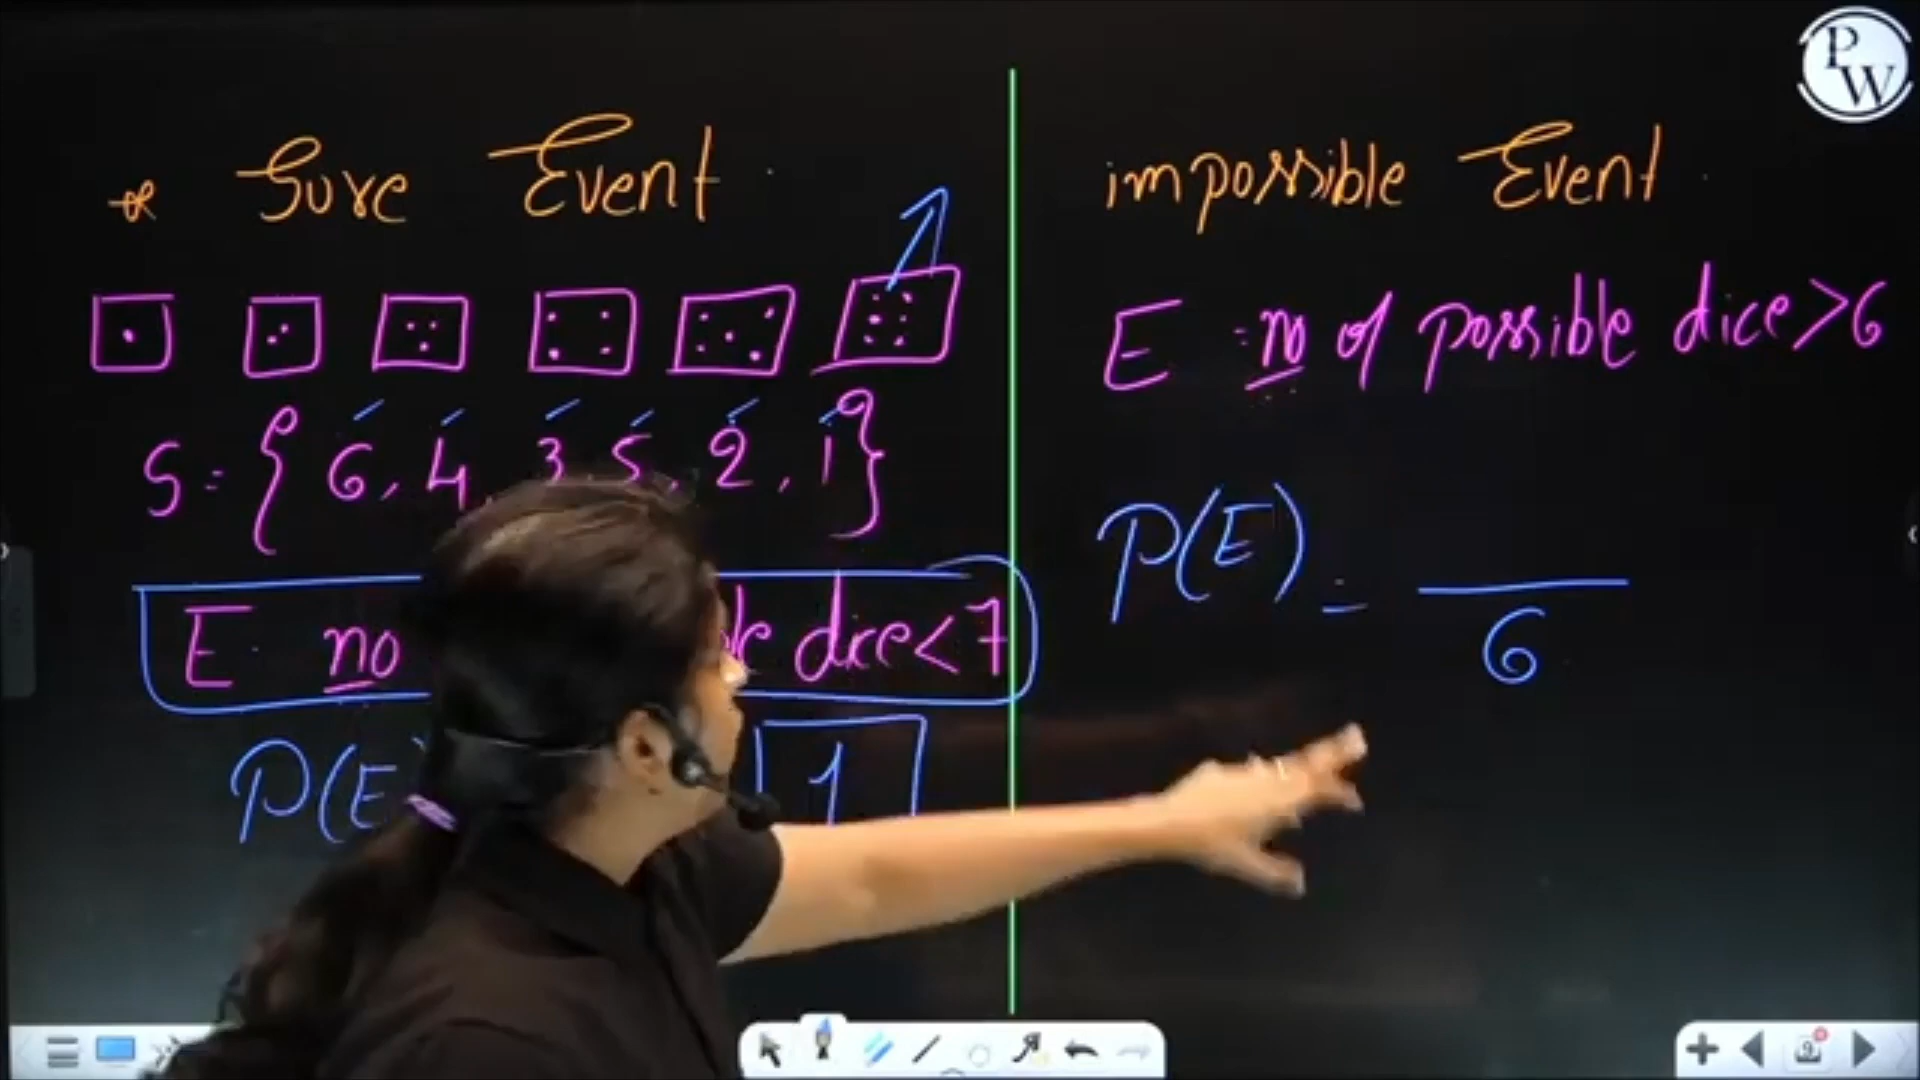 PW
Sure Event
S = { 6, 4, 3, 5, 2, 1 }
E no dice < 7
P(E) 1
impossible Event
E = no of possible dice > 6
P(E) = —
6
9